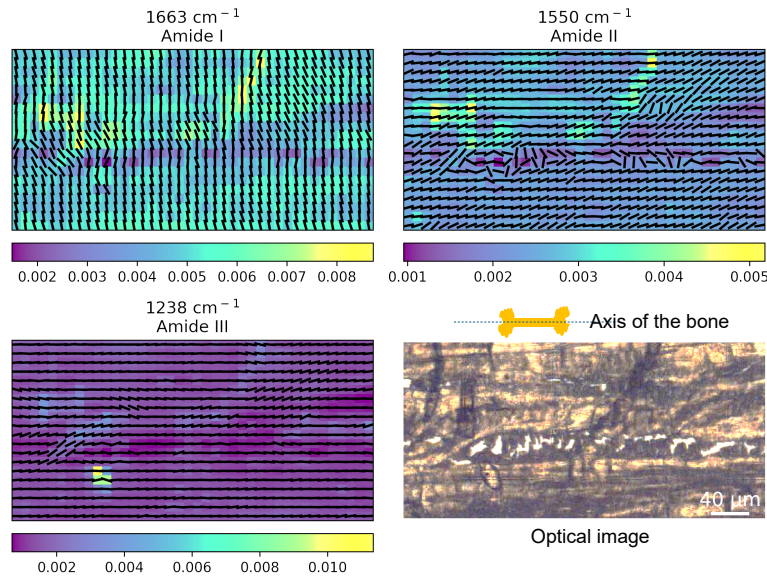 1663 cm⁻¹
Amide I
1550 cm⁻¹
Amide II
0.002 0.003 0.004 0.005 0.006 0.007 0.008
0.001 0.002 0.003 0.004 0.005
1238 cm⁻¹
Amide III
Axis of the bone
40 µm
0.002 0.004 0.006 0.008 0.010
Optical image